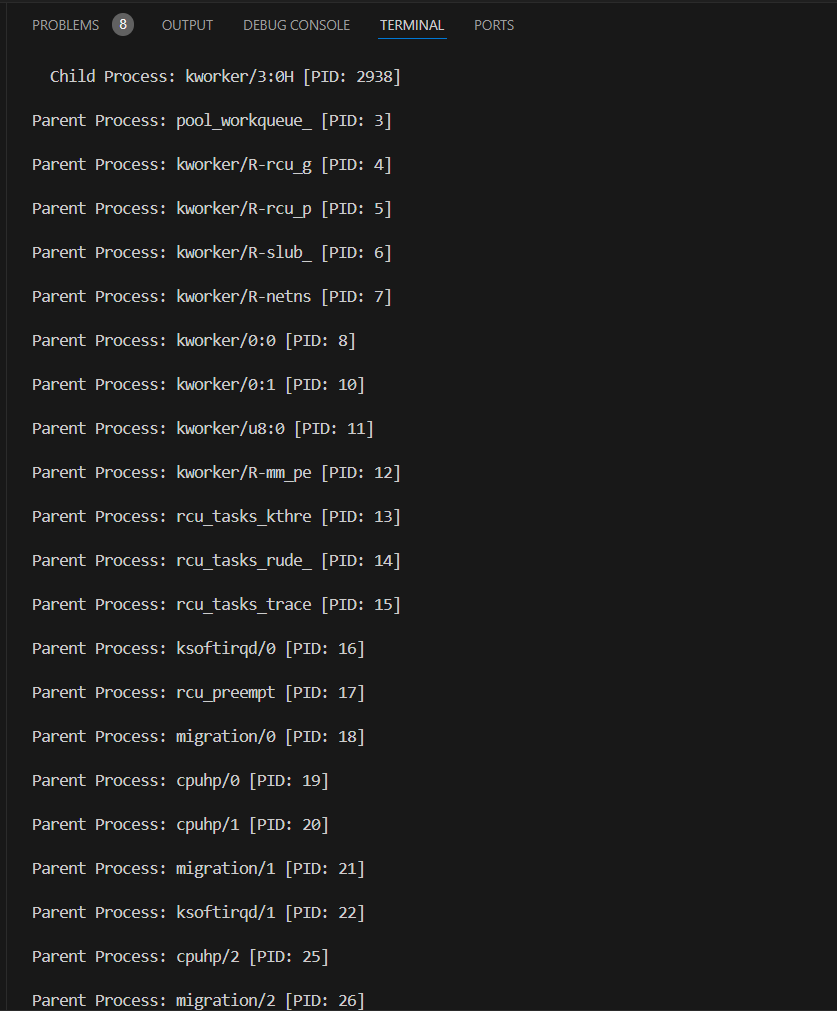 PROBLEMS 8 OUTPUT DEBUG CONSOLE TERMINAL PORTS
Child Process: kworker/3:0H [PID: 2938]
Parent Process: pool_workqueue_ [PID: 3]
Parent Process: kworker/R-rcu_g [PID: 4]
Parent Process: kworker/R-rcu_p [PID: 5]
Parent Process: kworker/R-slub_ [PID: 6]
Parent Process: kworker/R-netns [PID: 7]
Parent Process: kworker/0:0 [PID: 8]
Parent Process: kworker/0:1 [PID: 10]
Parent Process: kworker/u8:0 [PID: 11]
Parent Process: kworker/R-mm_pe [PID: 12]
Parent Process: rcu_tasks_kthre [PID: 13]
Parent Process: rcu_tasks_rude_ [PID: 14]
Parent Process: rcu_tasks_trace [PID: 15]
Parent Process: ksoftirqd/0 [PID: 16]
Parent Process: rcu_preempt [PID: 17]
Parent Process: migration/0 [PID: 18]
Parent Process: cpuhp/0 [PID: 19]
Parent Process: cpuhp/1 [PID: 20]
Parent Process: migration/1 [PID: 21]
Parent Process: ksoftirqd/1 [PID: 22]
Parent Process: cpuhp/2 [PID: 25]
Parent Process: migration/2 [PID: 26]